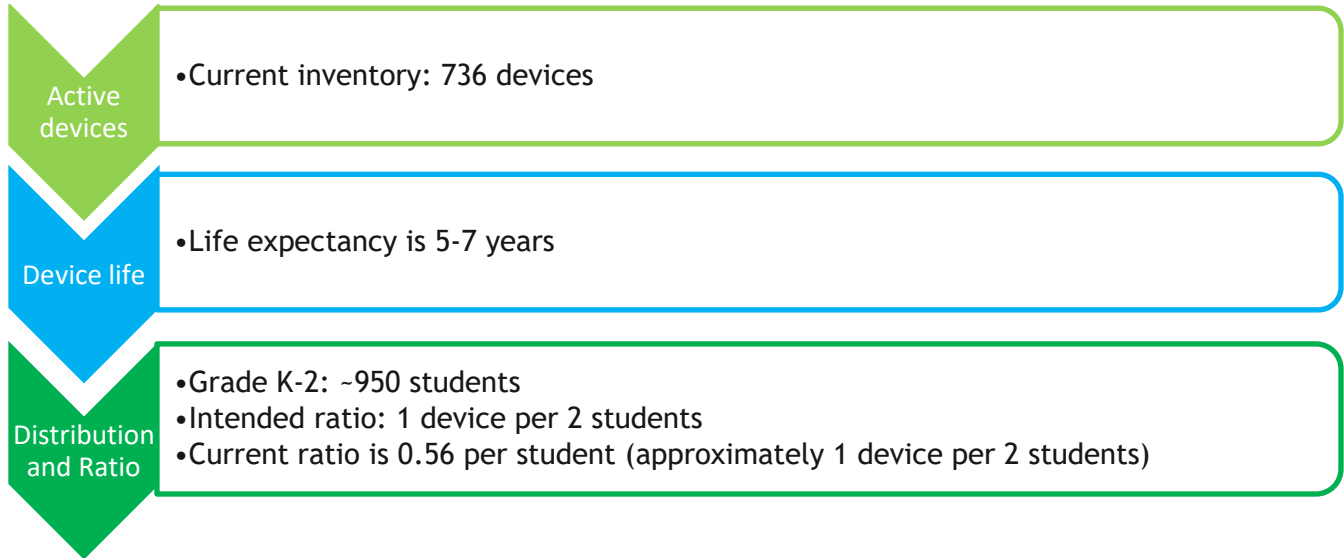 Active
devices
•Current inventory: 736 devices
Device life
•Life expectancy is 5-7 years
Distribution
and Ratio
•Grade K-2: ~950 students
•Intended ratio: 1 device per 2 students
•Current ratio is 0.56 per student (approximately 1 device per 2 students)